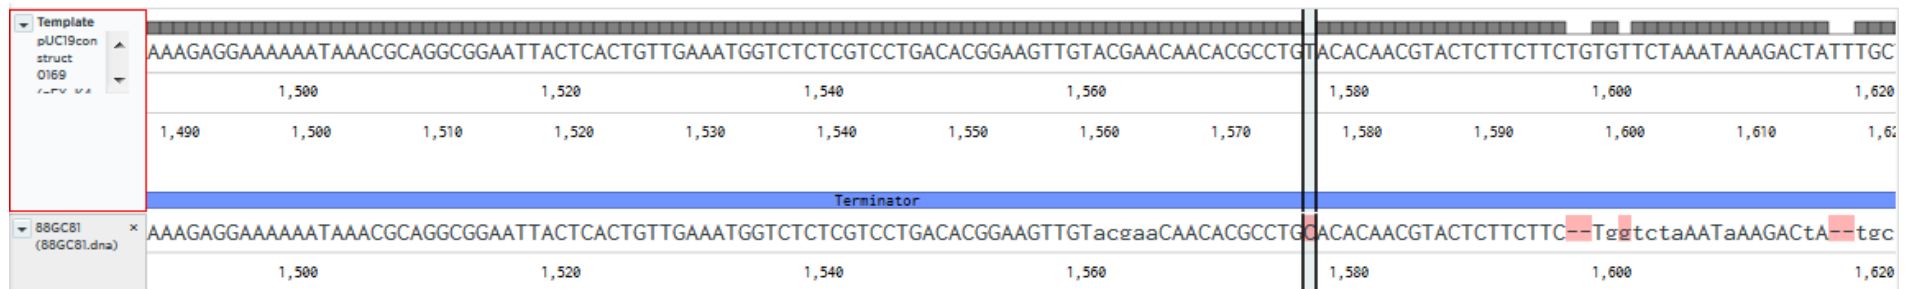 Template
pUC19con
struct
0169
AAAGAGGAAAAAATAAACGCAGGCGGAATTACTCACTGTTGAAATGGTCTCTCGTCCTGACACGGAAGTTGTACGAACAACACGCCTGTACACAACGTACTCTTCTTCTGTGTTCTAAATAAAGACTATTTGC
1,500 1,520 1,540 1,560 1,580 1,600 1,620
1,490 1,500 1,510 1,520 1,530 1,540 1,550 1,560 1,570 1,580 1,590 1,600 1,610 1,62
Terminator
88GC81 ×
(88GC81.dna)
AAAGAGGAAAAAATAAACGCAGGCGGAATTACTCACTGTTGAAATGGTCTCTCGTCCTGACACGGAAGTTGTacgaaCAACACGCCTGCACACAACGTACTCTTCTTC--TggtctaAATaAAGACtA--tgc
1,500 1,520 1,540 1,560 1,580 1,600 1,620